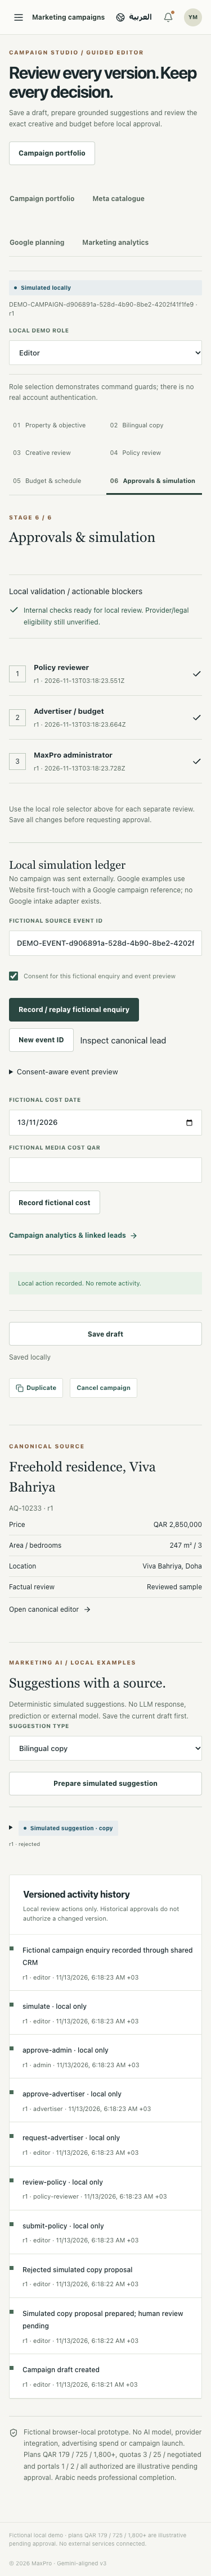 Marketing campaigns
العربية
YM
CAMPAIGN STUDIO / GUIDED EDITOR
Review every version. Keep
every decision.
Save a draft, prepare grounded suggestions and review the
exact creative and budget before local approval.
Campaign portfolio
Campaign portfolio
Meta catalogue
Google planning
Marketing analytics
Simulated locally
DEMO-CAMPAIGN-d906891a-528d-4b90-8be2-4202f41f1fe9 ·
r1
LOCAL DEMO ROLE
Editor
Role selection demonstrates command guards; there is no
real account authentication.
01 Property & objective
02 Bilingual copy
03 Creative review
04 Policy review
05 Budget & schedule
06 Approvals & simulation
STAGE 6 / 6
Approvals & simulation
Local validation / actionable blockers
Internal checks ready for local review. Provider/legal
eligibility still unverified.
1
Policy reviewer
r1 · 2026-11-13T03:18:23.551Z
2
Advertiser / budget
r1 · 2026-11-13T03:18:23.664Z
3
MaxPro administrator
r1 · 2026-11-13T03:18:23.728Z
Use the local role selector above for each separate review.
Save all changes before requesting approval.
Local simulation ledger
No campaign was sent externally. Google examples use
Website first-touch with a Google campaign reference; no
Google intake adapter exists.
FICTIONAL SOURCE EVENT ID
DEMO-EVENT-d906891a-528d-4b90-8be2-4202f
Consent for this fictional enquiry and event preview
Record / replay fictional enquiry
New event ID
Inspect canonical lead
Consent-aware event preview
FICTIONAL COST DATE
13/11/2026
FICTIONAL MEDIA COST QAR
Record fictional cost
Campaign analytics & linked leads
Local action recorded. No remote activity.
Save draft
Saved locally
Duplicate
Cancel campaign
CANONICAL SOURCE
Freehold residence, Viva
Bahriya
AQ-10233 · r1
Price
QAR 2,850,000
Area / bedrooms
247 m² / 3
Location
Viva Bahriya, Doha
Factual review
Reviewed sample
Open canonical editor
MARKETING AI / LOCAL EXAMPLES
Suggestions with a source.
Deterministic simulated suggestions. No LLM response,
prediction or external model. Save the current draft first.
SUGGESTION TYPE
Bilingual copy
Prepare simulated suggestion
Simulated suggestion · copy
r1 · rejected
Versioned activity history
Local review actions only. Historical approvals do not
authorize a changed version.
Fictional campaign enquiry recorded through shared
CRM
r1 · editor · 11/13/2026, 6:18:23 AM +03
simulate · local only
r1 · editor · 11/13/2026, 6:18:23 AM +03
approve-admin · local only
r1 · admin · 11/13/2026, 6:18:23 AM +03
approve-advertiser · local only
r1 · advertiser · 11/13/2026, 6:18:23 AM +03
request-advertiser · local only
r1 · editor · 11/13/2026, 6:18:23 AM +03
review-policy · local only
r1 · policy-reviewer · 11/13/2026, 6:18:23 AM +03
submit-policy · local only
r1 · editor · 11/13/2026, 6:18:23 AM +03
Rejected simulated copy proposal
r1 · editor · 11/13/2026, 6:18:22 AM +03
Simulated copy proposal prepared; human review
pending
r1 · editor · 11/13/2026, 6:18:22 AM +03
Campaign draft created
r1 · editor · 11/13/2026, 6:18:21 AM +03
Fictional browser-local prototype. No AI model, provider
integration, advertising spend or campaign launch.
Plans QAR 179 / 725 / 1,800+, quotas 3 / 25 / negotiated
and portals 1 / 2 / all authorized are illustrative pending
approval. Arabic needs professional completion.
Fictional local demo · plans QAR 179 / 725 / 1,800+ are illustrative
pending approval. No external services connected.
© 2026 MaxPro · Gemini-aligned v3